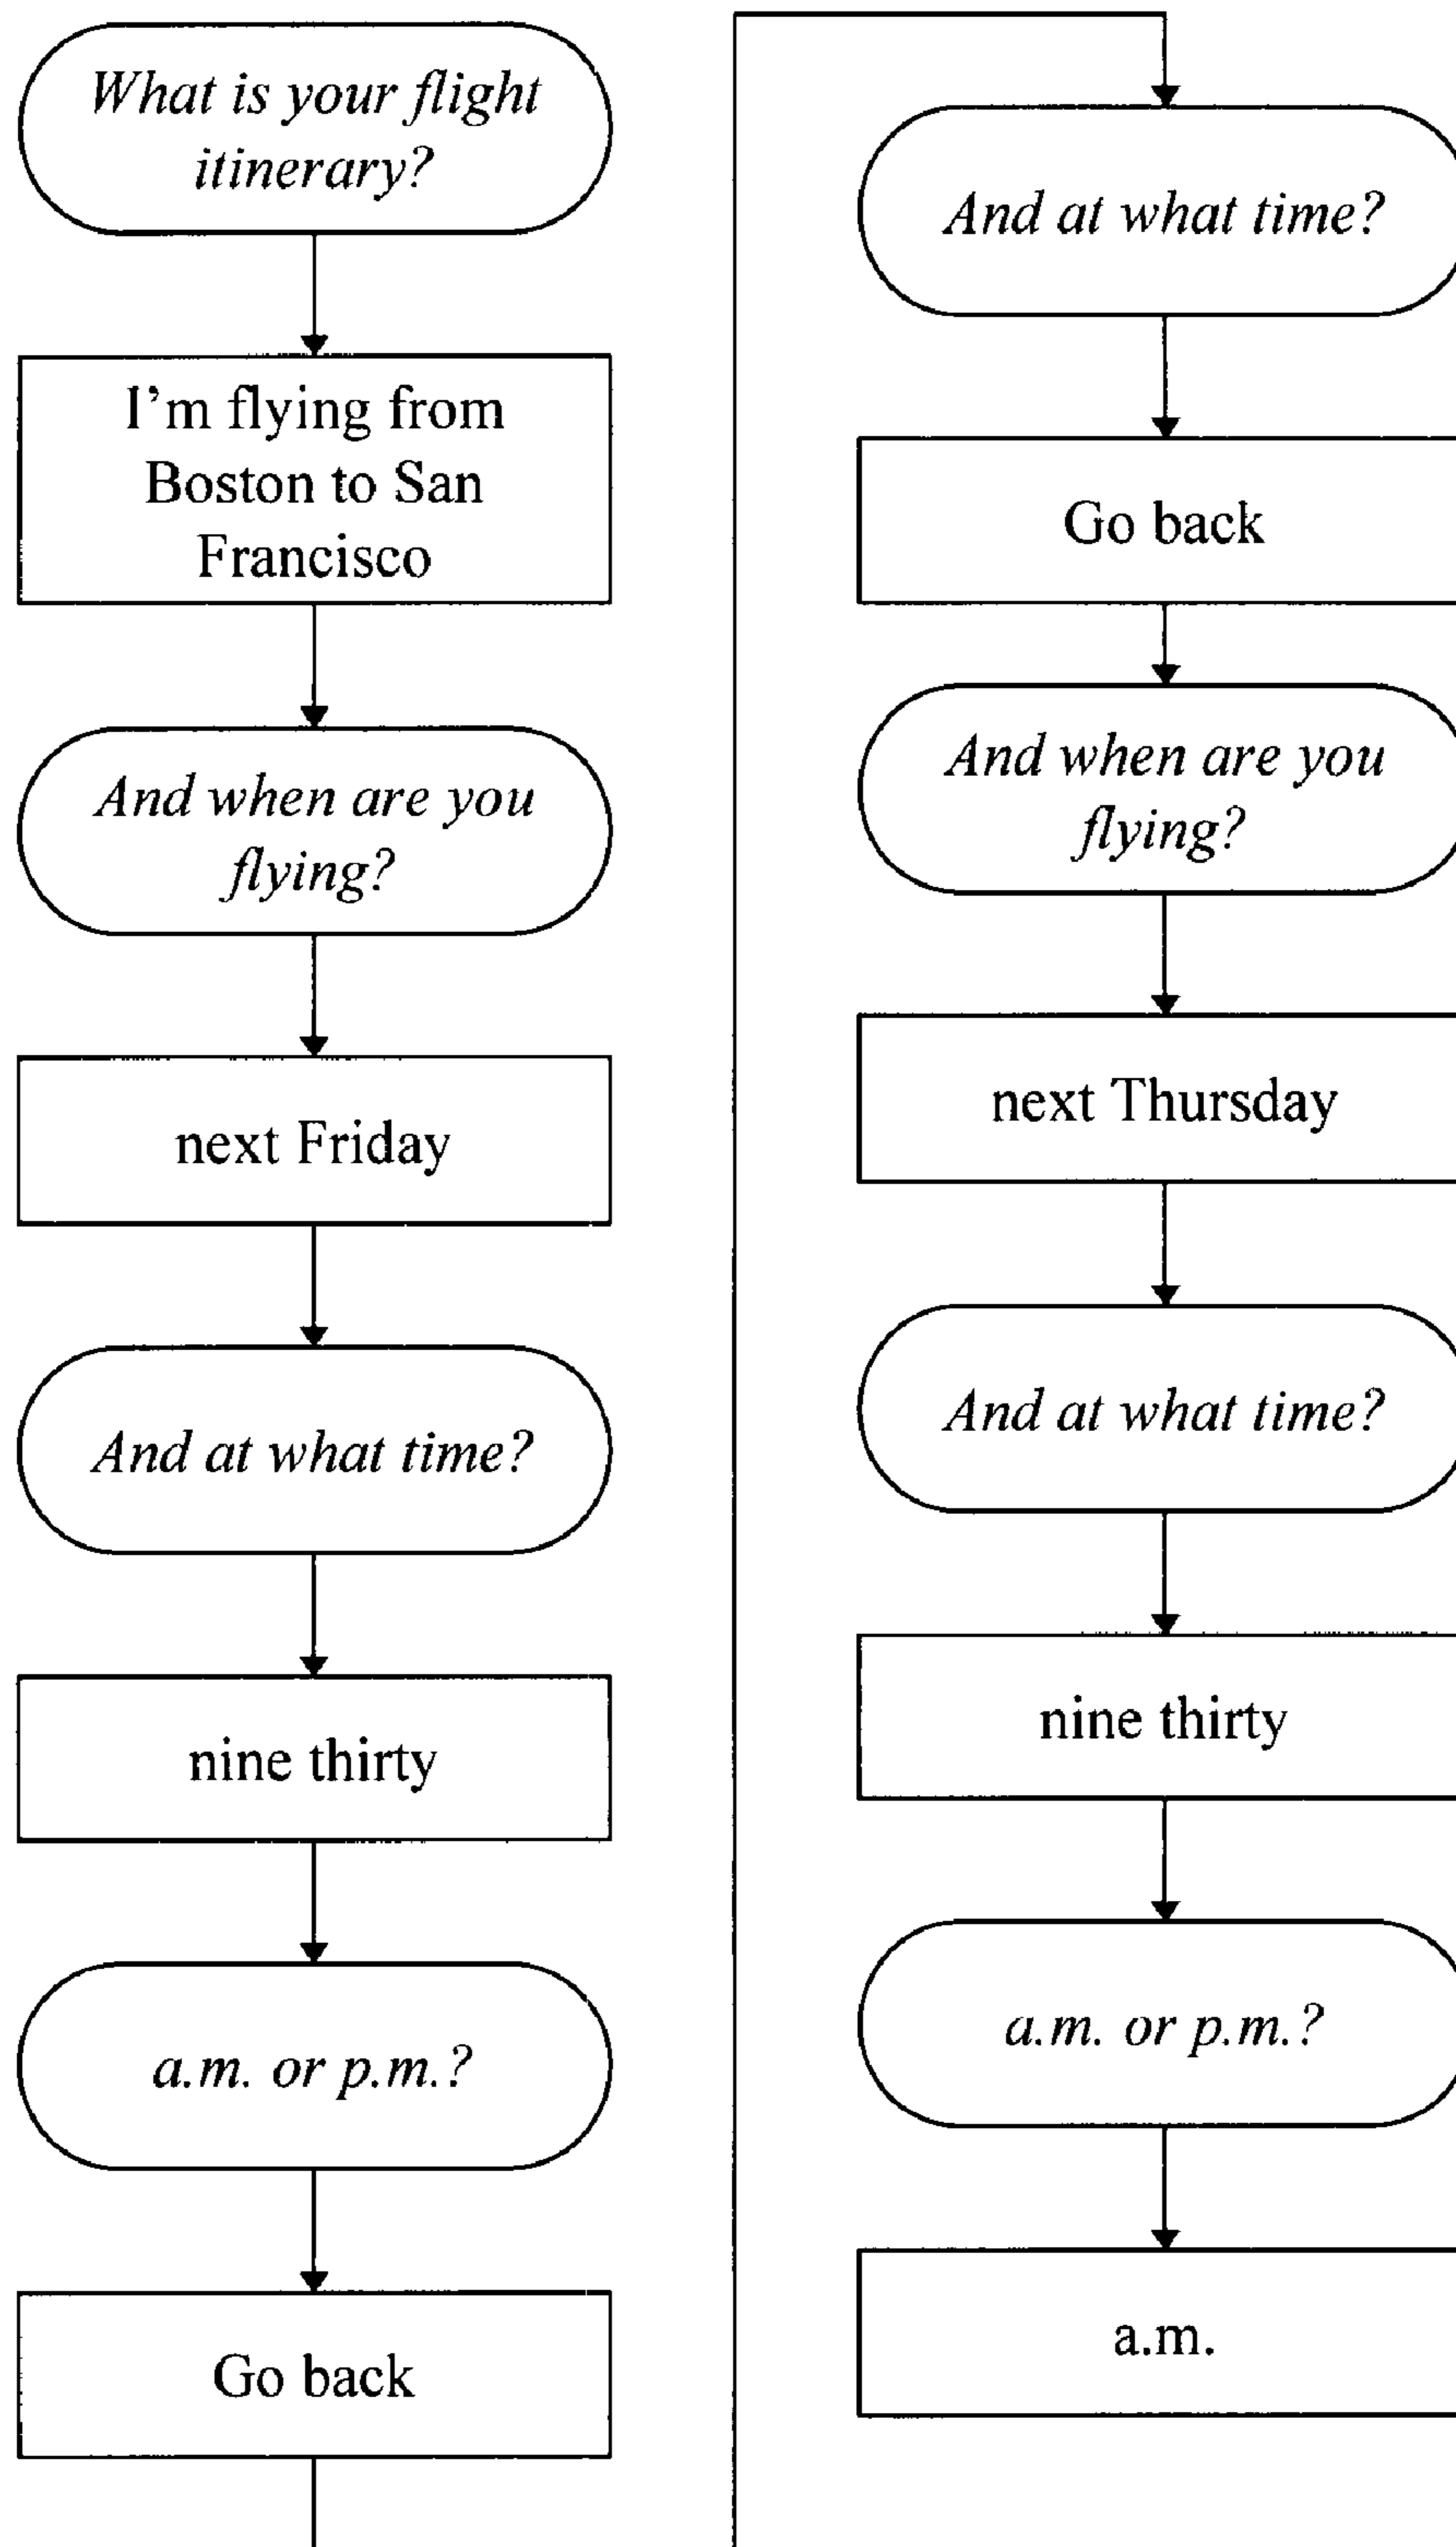 What is your flight
itinerary?
I'm flying from
Boston to San
Francisco
And when are you
flying?
next Friday
And at what time?
nine thirty
a.m. or p.m.?
Go back
And at what time?
Go back
And when are you
flying?
next Thursday
And at what time?
nine thirty
a.m. or p.m.?
a.m.